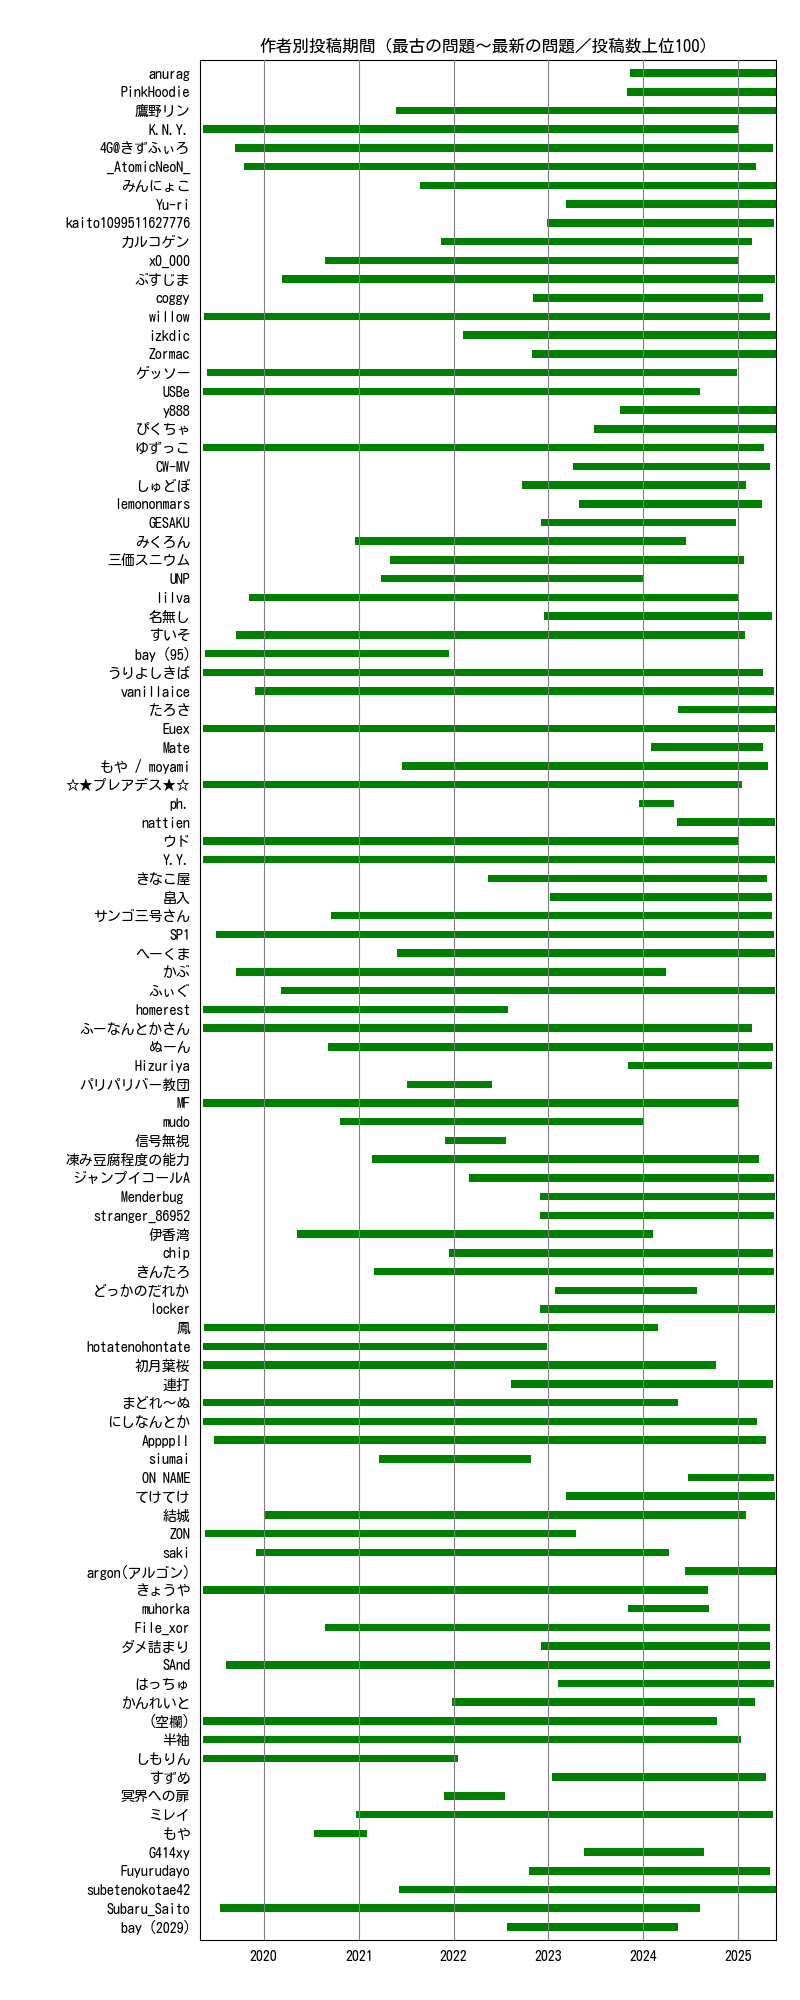 作者別投稿期間（最古の問題～最新の問題／投稿数上位100）
anurag
PinkHoodie
鷹野リン
K.N.Y.
4G@きずふぃろ
_AtomicNeoN_
みんにょこ
Yu-ri
kaito1099511627776
カルコゲン
x0_000
ぶすじま
coggy
willow
izkdic
Zormac
ゲッソー
USBe
y888
ぴくちゃ
ゆずっこ
CW-MV
しゅどぼ
lemononmars
GESAKU
みくろん
三価スニウム
UNP
lilva
名無し
すいそ
bay (95)
うりよしきば
vanillaice
たろさ
Euex
Mate
もや / moyami
☆★プレアデス★☆
ph.
nattien
ウド
Y.Y.
きなこ屋
畠入
サンゴ三号さん
SP1
へーくま
かぶ
ふぃぐ
homerest
ふーなんとかさん
ぬーん
Hizuriya
パリパリバー教団
MF
mudo
信号無視
凍み豆腐程度の能力
ジャンプイコールA
Menderbug
stranger_86952
伊香湾
chip
きんたろ
どっかのだれか
locker
鳳
hotatenohontate
初月葉桜
連打
まどれ～ぬ
にしなんとか
Appppl!
siumai
ON NAME
てけてけ
結城
ZON
saki
argon(アルゴン)
きょうや
muhorka
File_xor
ダメ詰まり
SAnd
はっちゅ
かんれいと
(空欄)
半袖
しもりん
すずめ
冥界への扉
ミレイ
もや
G414xy
Fuyurudayo
subetenokotae42
Subaru_Saito
bay (2029)
2020 2021 2022 2023 2024 2025